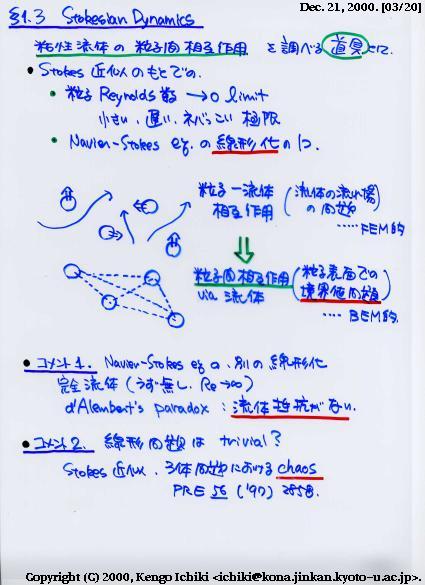 Dec. 21, 2000. [03/20]
§1.3 Stokesian Dynamics
粘性流体の粒子間相互作用 を調べる 道具として.
• Stokes 近似のもとでの.
• 粒子 Reynolds 数 → 0 limit
小さい, 遅い, ネバっこい 極限
• Navier-Stokes eq. の 線形化 の1つ.
粒子-流体 (流体の流れ場
相互作用 の問題)
.....FEM的
粒子間相互作用 (粒子表面での
via 流体 境界値問題)
.... BEM的.
• コメント1. Navier-Stokes eq の, 別の線形化
完全流体 (うず無し, Re→∞)
d'Alembert's paradox : 流体抵抗がない.
• コメント2. 線形問題は trivial?
Stokes 近似, 3体問題における chaos
PRE 56 ('97) 2858.
Copyright (C) 2000, Kengo Ichiki <ichiki@kona.jinkan.kyoto-u.ac.jp>.